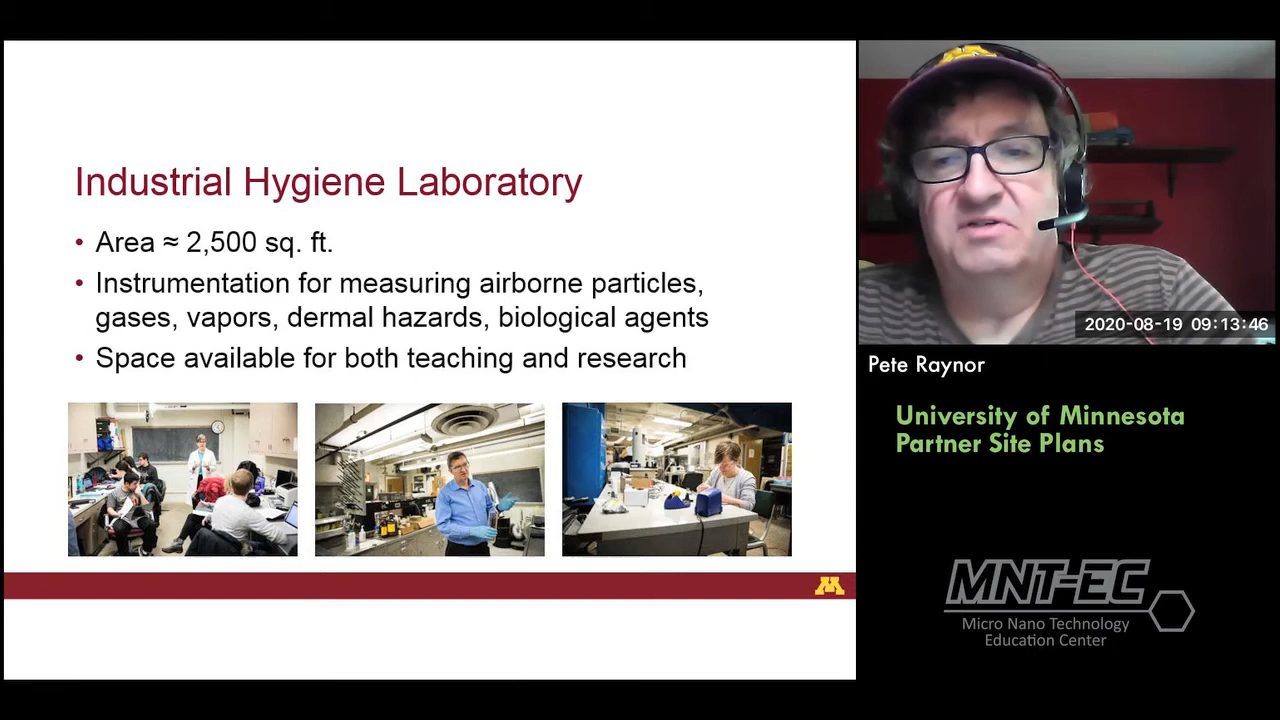 Industrial Hygiene Laboratory
• Area ≈ 2,500 sq. ft.
• Instrumentation for measuring airborne particles,
gases, vapors, dermal hazards, biological agents
• Space available for both teaching and research
M
2020-08-19 09:13:46
Pete Raynor
University of Minnesota
Partner Site Plans
MNT-EC
Micro Nano Technology
Education Center